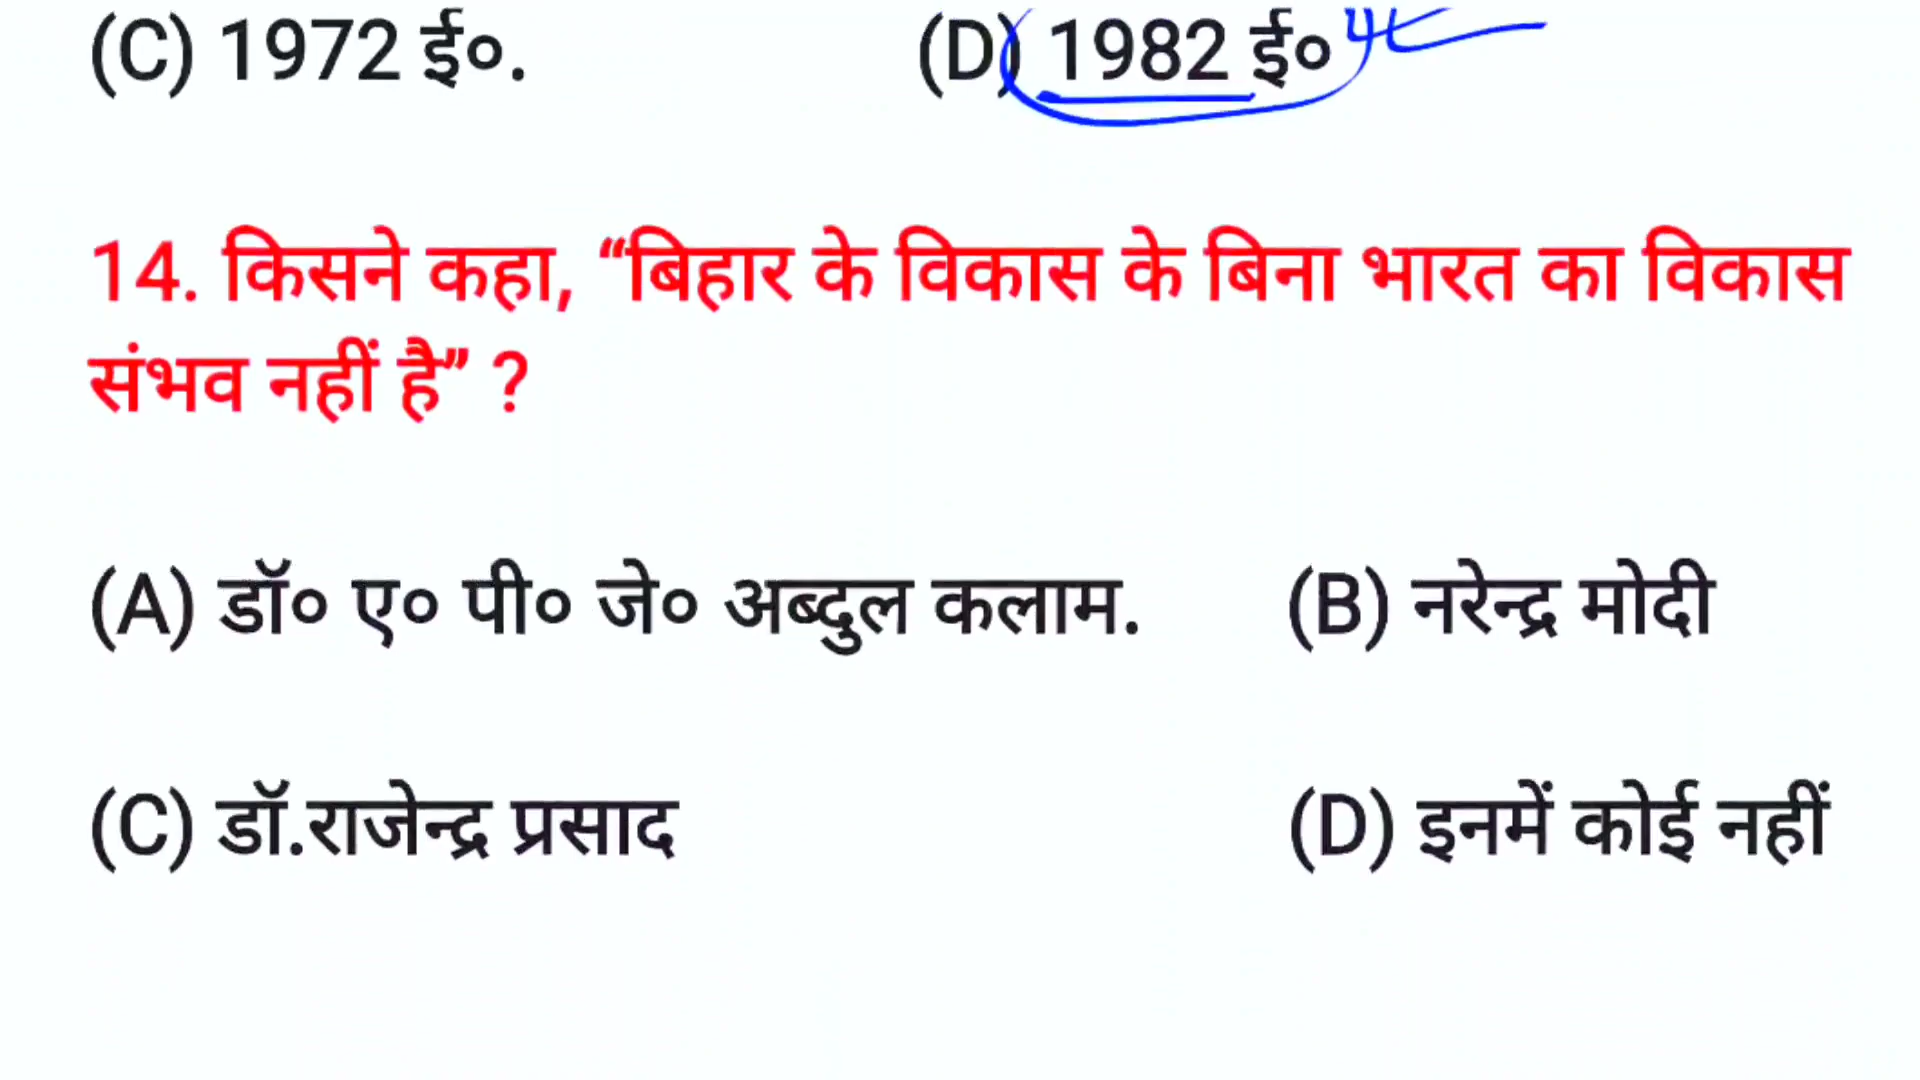 (C) 1972 ई०. (D) 1982 ई०
14. किसने कहा, “बिहार के विकास के बिना भारत का विकास
संभव नहीं है” ?
(A) डॉ० ए० पी० जे० अब्दुल कलाम. (B) नरेन्द्र मोदी
(C) डॉ.राजेन्द्र प्रसाद (D) इनमें कोई नहीं